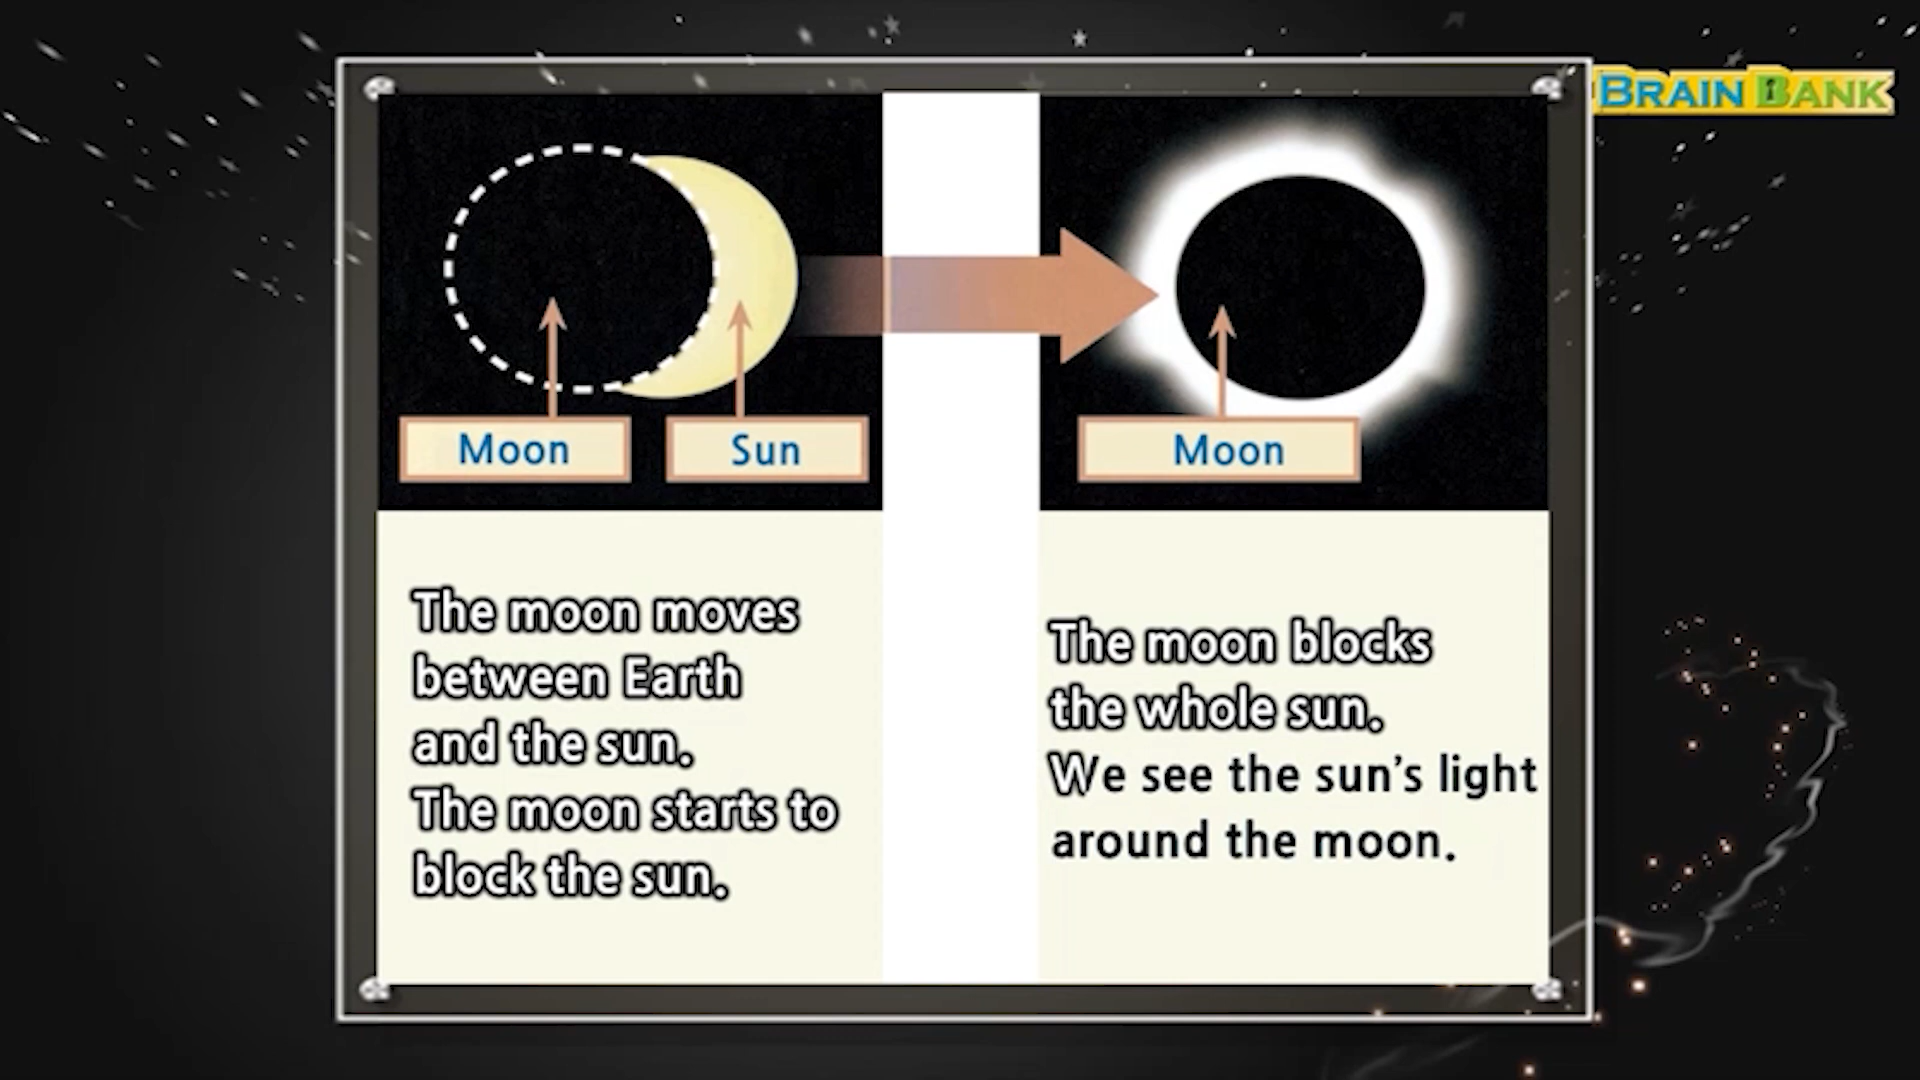 BRAIN BANK
Moon
Sun
Moon
The moon moves
between Earth
and the sun.
The moon starts to
block the sun.
The moon blocks
the whole sun.
We see the sun's light
around the moon.